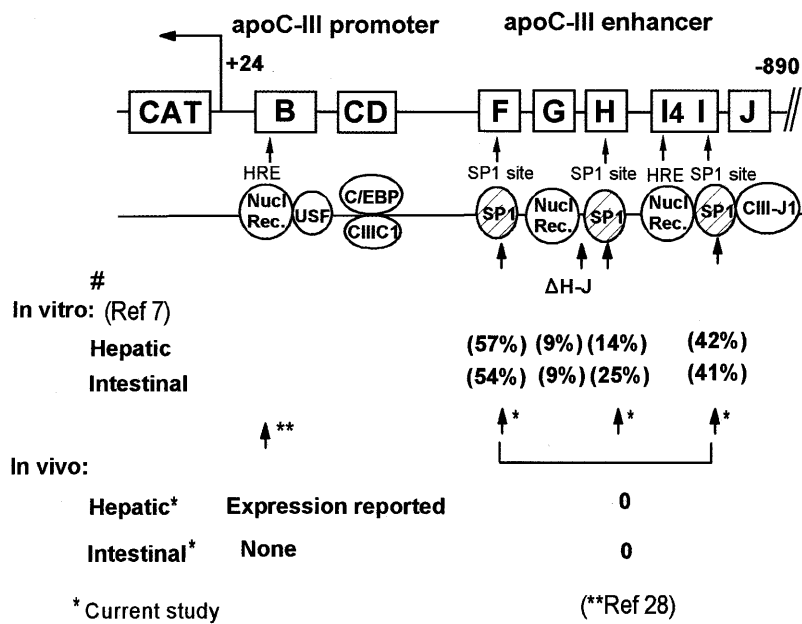 apoC-III promoter apoC-III enhancer
+24 -890
CAT B CD F G H I4 I J
HRE SP1 site SP1 site HRE SP1 site
Nucl Rec. USF C/EBP CIIIC1 SP1 Nucl Rec. SP1 Nucl Rec. SP1 CIII-J1
ΔH-J
#
In vitro: (Ref 7)
Hepatic (57%) (9%) (14%) (42%)
Intestinal (54%) (9%) (25%) (41%)
** * * *
In vivo:
Hepatic* Expression reported 0
Intestinal* None 0
* Current study (**Ref 28)